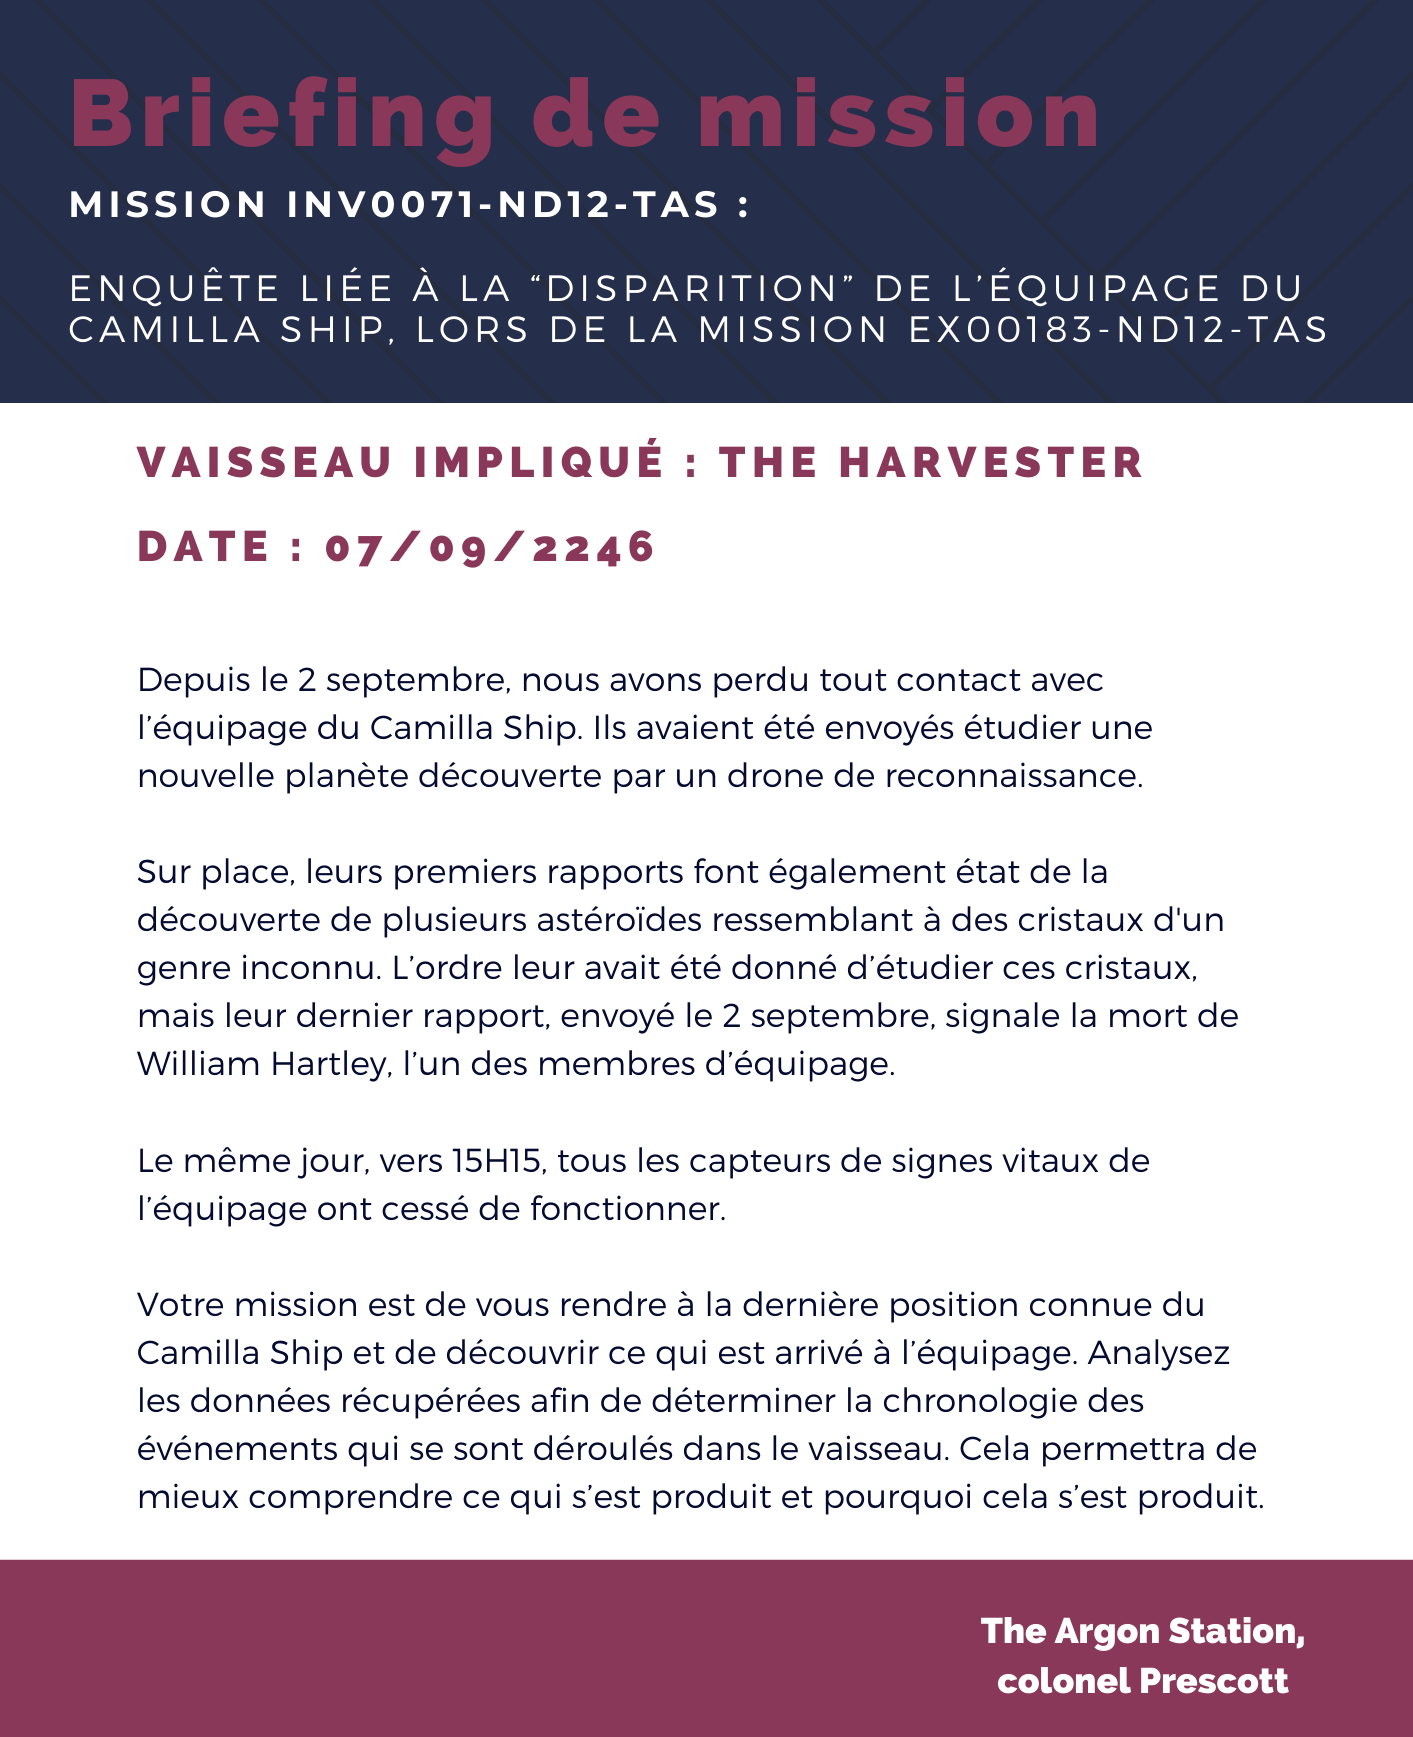 Briefing de mission
MISSION INV0071-ND12-TAS :
ENQUÊTE LIÉE À LA “DISPARITION” DE L’ÉQUIPAGE DU
CAMILLA SHIP, LORS DE LA MISSION EX00183-ND12-TAS
VAISSEAU IMPLIQUÉ : THE HARVESTER
DATE : 07/09/2246
Depuis le 2 septembre, nous avons perdu tout contact avec
l’équipage du Camilla Ship. Ils avaient été envoyés étudier une
nouvelle planète découverte par un drone de reconnaissance.
Sur place, leurs premiers rapports font également état de la
découverte de plusieurs astéroïdes ressemblant à des cristaux d'un
genre inconnu. L’ordre leur avait été donné d’étudier ces cristaux,
mais leur dernier rapport, envoyé le 2 septembre, signale la mort de
William Hartley, l’un des membres d’équipage.
Le même jour, vers 15H15, tous les capteurs de signes vitaux de
l’équipage ont cessé de fonctionner.
Votre mission est de vous rendre à la dernière position connue du
Camilla Ship et de découvrir ce qui est arrivé à l’équipage. Analysez
les données récupérées afin de déterminer la chronologie des
événements qui se sont déroulés dans le vaisseau. Cela permettra de
mieux comprendre ce qui s’est produit et pourquoi cela s’est produit.
The Argon Station,
colonel Prescott